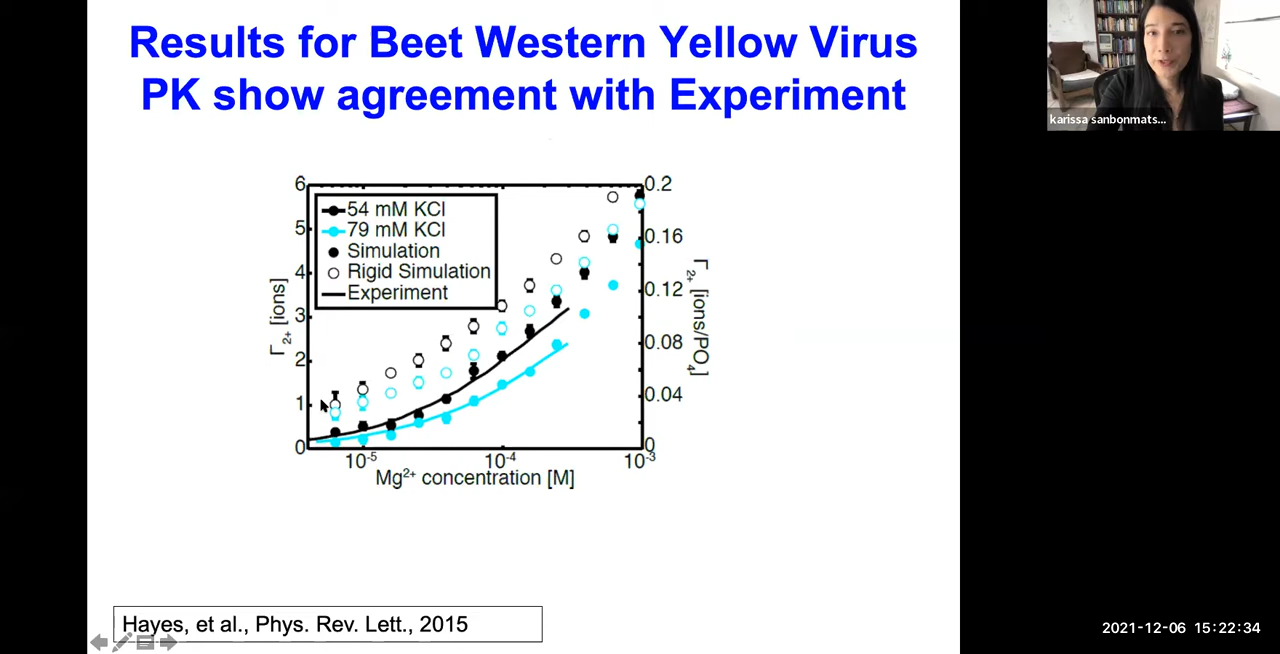 Results for Beet Western Yellow Virus
PK show agreement with Experiment
karissa sanbonmats...
6
5
4
3
2
1
0
Γ2+ [ions]
54 mM KCl
79 mM KCl
Simulation
Rigid Simulation
Experiment
0.2
0.16
0.12
0.08
0.04
0
Γ2+ [ions/PO4]
10-5
10-4
10-3
Mg2+ concentration [M]
Hayes, et al., Phys. Rev. Lett., 2015
2021-12-06 15:22:34